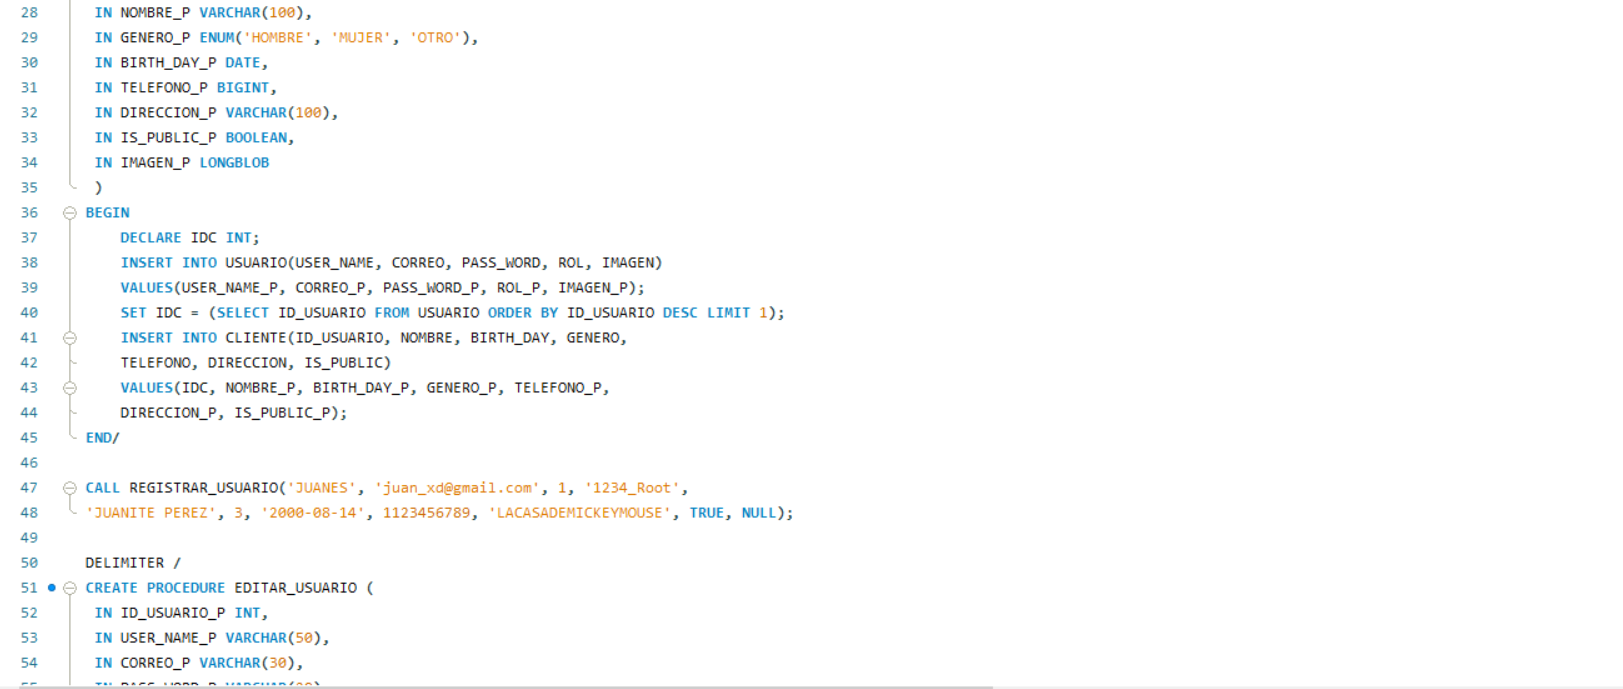 28 IN NOMBRE_P VARCHAR(100),
29 IN GENERO_P ENUM('HOMBRE', 'MUJER', 'OTRO'),
30 IN BIRTH_DAY_P DATE,
31 IN TELEFONO_P BIGINT,
32 IN DIRECCION_P VARCHAR(100),
33 IN IS_PUBLIC_P BOOLEAN,
34 IN IMAGEN_P LONGBLOB
35 )
36 BEGIN
37 DECLARE IDC INT;
38 INSERT INTO USUARIO(USER_NAME, CORREO, PASS_WORD, ROL, IMAGEN)
39 VALUES(USER_NAME_P, CORREO_P, PASS_WORD_P, ROL_P, IMAGEN_P);
40 SET IDC = (SELECT ID_USUARIO FROM USUARIO ORDER BY ID_USUARIO DESC LIMIT 1);
41 INSERT INTO CLIENTE(ID_USUARIO, NOMBRE, BIRTH_DAY, GENERO,
42 TELEFONO, DIRECCION, IS_PUBLIC)
43 VALUES(IDC, NOMBRE_P, BIRTH_DAY_P, GENERO_P, TELEFONO_P,
44 DIRECCION_P, IS_PUBLIC_P);
45 END/
46
47 CALL REGISTRAR_USUARIO('JUANES', 'juan_xd@gmail.com', 1, '1234_Root',
48 'JUANITE PEREZ', 3, '2000-08-14', 1123456789, 'LACASADEMICKEYMOUSE', TRUE, NULL);
49
50 DELIMITER /
51 CREATE PROCEDURE EDITAR_USUARIO (
52 IN ID_USUARIO_P INT,
53 IN USER_NAME_P VARCHAR(50),
54 IN CORREO_P VARCHAR(30),